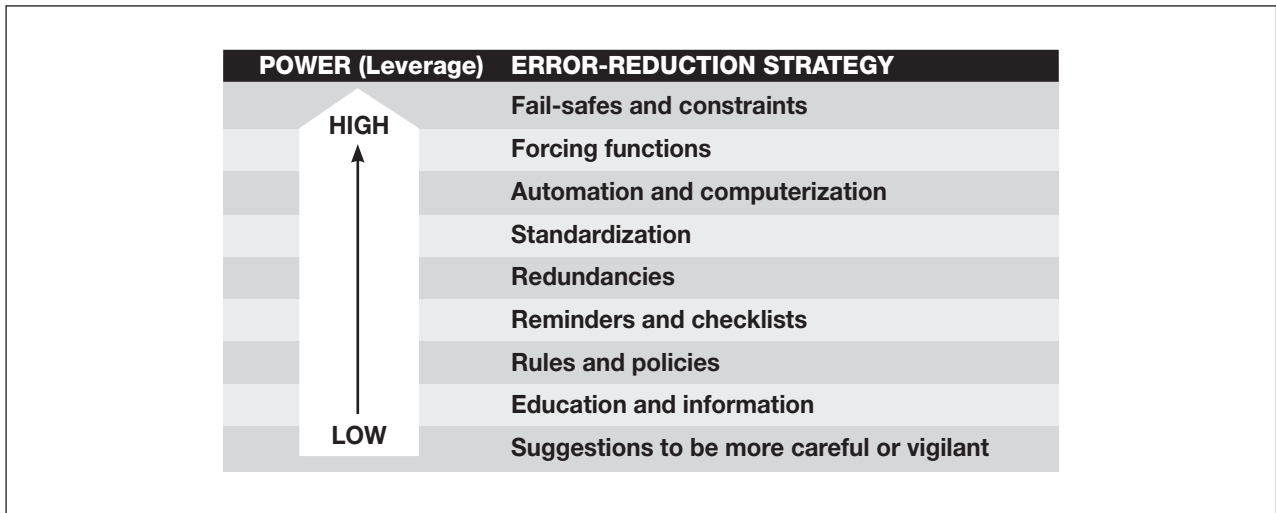 POWER (Leverage) ERROR-REDUCTION STRATEGY
Fail-safes and constraints
HIGH
Forcing functions
Automation and computerization
Standardization
Redundancies
Reminders and checklists
Rules and policies
Education and information
LOW
Suggestions to be more careful or vigilant